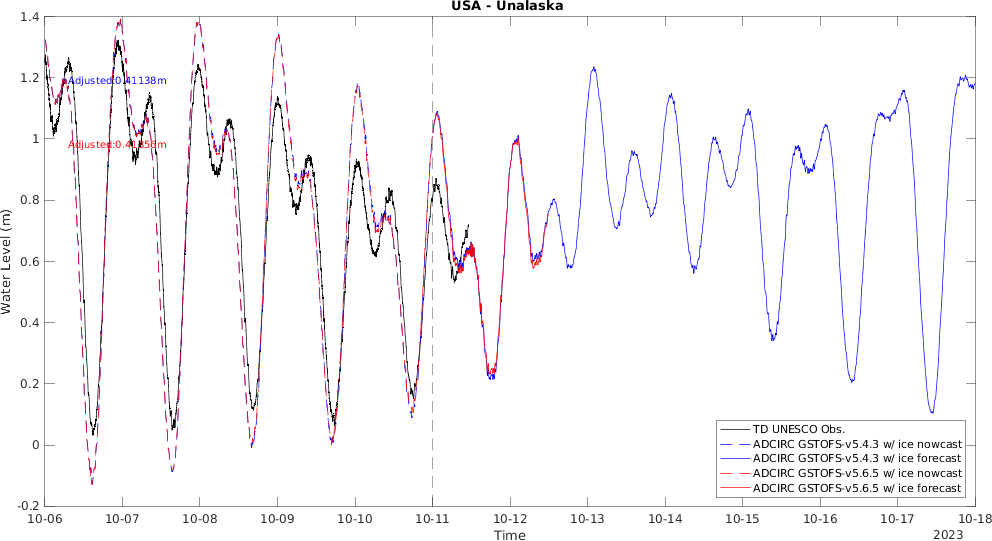 USA - Unalaska
1.4
1.2
1
0.8
0.6
0.4
0.2
0
-0.2
Water Level (m)
Adjusted:0.41138m
TD UNESCO Obs.
ADCIRC GSTOFS-v5.4.3 w/ ice nowcast
ADCIRC GSTOFS-v5.4.3 w/ ice forecast
ADCIRC GSTOFS-v5.6.5 w/ ice nowcast
ADCIRC GSTOFS-v5.6.5 w/ ice forecast
10-06 10-07 10-08 10-09 10-10 10-11 10-12 10-13 10-14 10-15 10-16 10-17 10-18
Time
2023